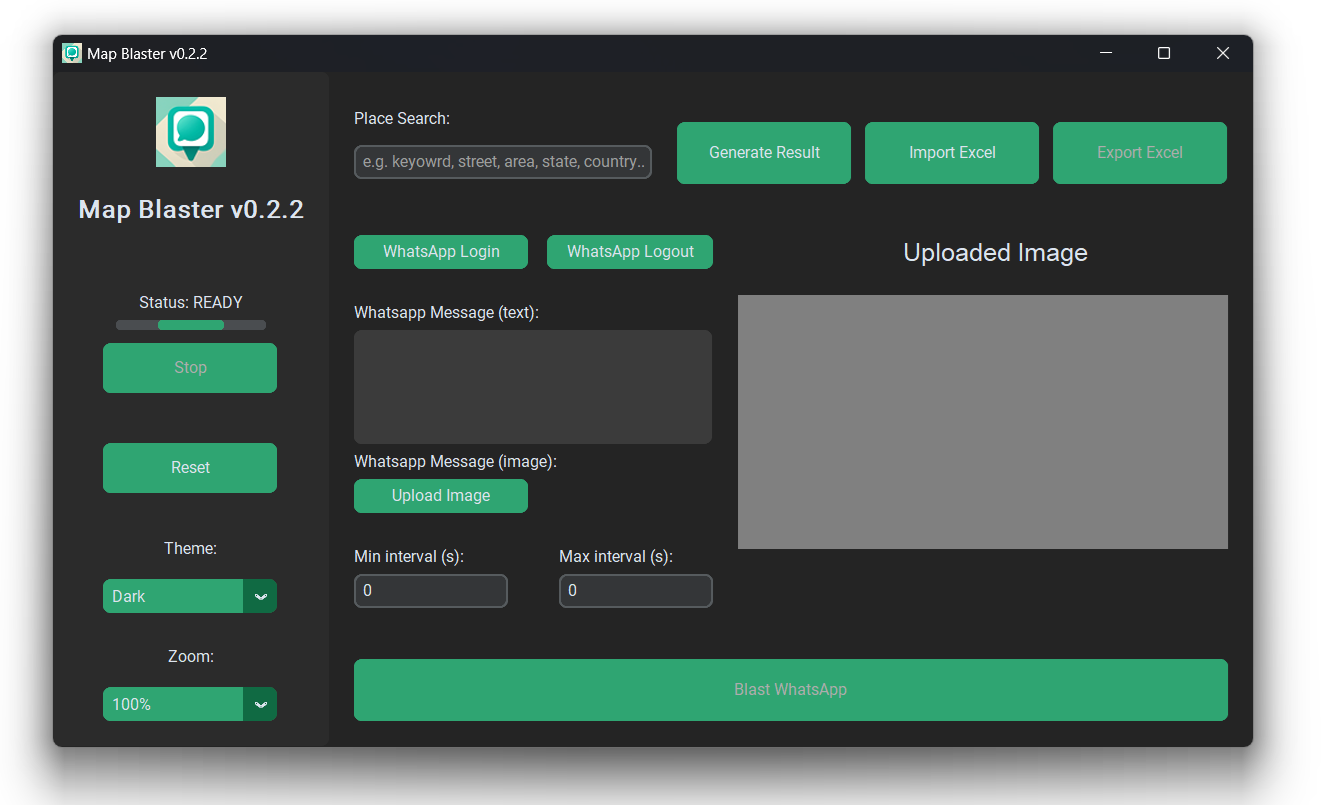 Map Blaster v0.2.2
Map Blaster v0.2.2
Status: READY
Stop
Reset
Theme:
Dark
Zoom:
100%
Place Search:
e.g. keyowrd, street, area, state, country..
Generate Result
Import Excel
Export Excel
WhatsApp Login
WhatsApp Logout
Uploaded Image
Whatsapp Message (text):
Whatsapp Message (image):
Upload Image
Min interval (s):
Max interval (s):
0
0
Blast WhatsApp